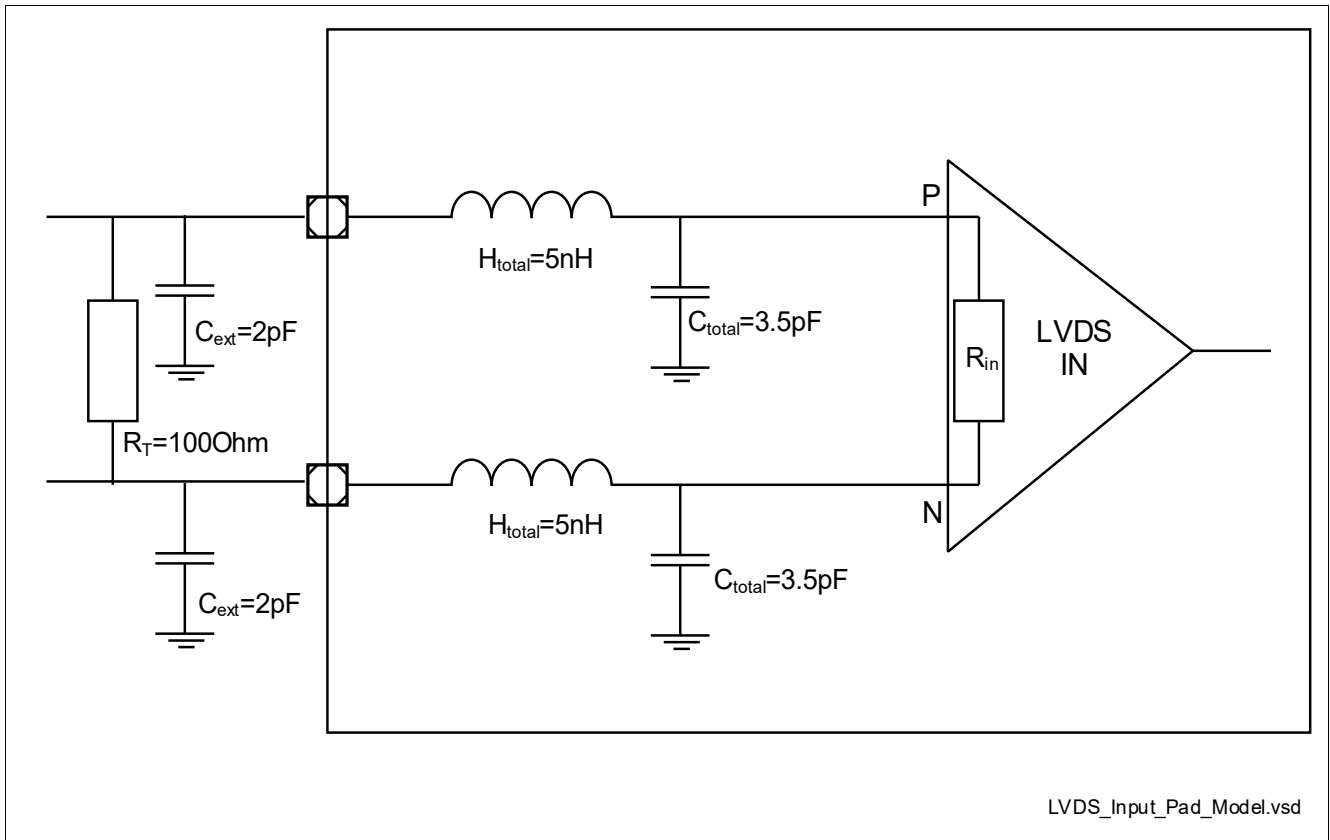 P
H_total=5nH
C_ext=2pF
C_total=3.5pF
LVDS
IN
R_in
R_T=100Ohm
N
H_total=5nH
C_total=3.5pF
C_ext=2pF
LVDS_Input_Pad_Model.vsd